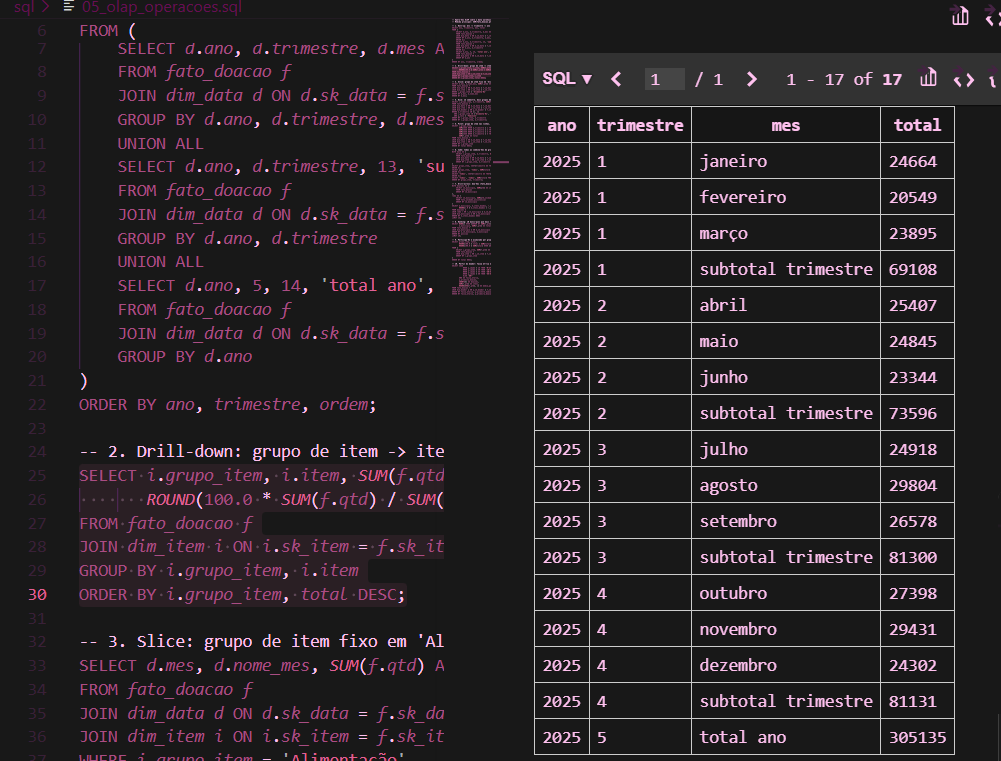 sql > 05_olap_operacoes.sql
6 FROM (
7 SELECT d.ano, d.trimestre, d.mes A
8 FROM fato_doacao f
9 JOIN dim_data d ON d.sk_data = f.s
10 GROUP BY d.ano, d.trimestre, d.mes
11 UNION ALL
12 SELECT d.ano, d.trimestre, 13, 'su
13 FROM fato_doacao f
14 JOIN dim_data d ON d.sk_data = f.s
15 GROUP BY d.ano, d.trimestre
16 UNION ALL
17 SELECT d.ano, 5, 14, 'total ano',
18 FROM fato_doacao f
19 JOIN dim_data d ON d.sk_data = f.s
20 GROUP BY d.ano
21 )
22 ORDER BY ano, trimestre, ordem;
23
24 -- 2. Drill-down: grupo de item -> ite
25 SELECT i.grupo_item, i.item, SUM(f.qtd
26 ROUND(100.0 * SUM(f.qtd) / SUM(
27 FROM fato_doacao f
28 JOIN dim_item i ON i.sk_item = f.sk_it
29 GROUP BY i.grupo_item, i.item
30 ORDER BY i.grupo_item, total DESC;
31
32 -- 3. Slice: grupo de item fixo em 'Al
33 SELECT d.mes, d.nome_mes, SUM(f.qtd) A
34 FROM fato_doacao f
35 JOIN dim_data d ON d.sk_data = f.sk_da
36 JOIN dim_item i ON i.sk_item = f.sk_it
37 WHERE i.grupo_item = 'Alimentação'
SQL ▼ < 1 / 1 > 1 - 17 of 17
ano trimestre mes total
2025 1 janeiro 24664
2025 1 fevereiro 20549
2025 1 março 23895
2025 1 subtotal trimestre 69108
2025 2 abril 25407
2025 2 maio 24845
2025 2 junho 23344
2025 2 subtotal trimestre 73596
2025 3 julho 24918
2025 3 agosto 29804
2025 3 setembro 26578
2025 3 subtotal trimestre 81300
2025 4 outubro 27398
2025 4 novembro 29431
2025 4 dezembro 24302
2025 4 subtotal trimestre 81131
2025 5 total ano 305135